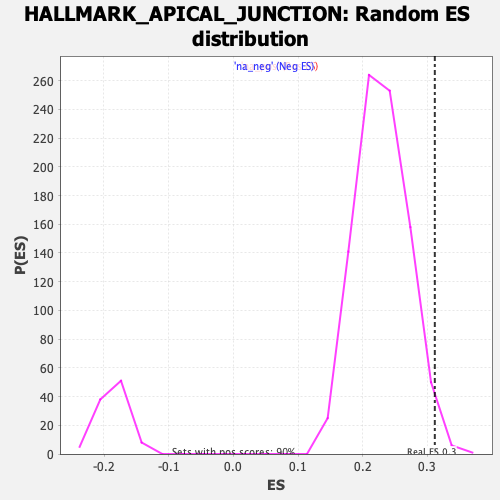 HALLMARK_APICAL_JUNCTION: Random ES
distribution
'na_neg' (Neg ES)
260
240
220
200
180
160
140
120
100
80
60
40
20
0
P(ES)
Sets with pos scores: 90%
Real ES 0.3
-0.2
-0.1
0.0
0.1
0.2
0.3
ES